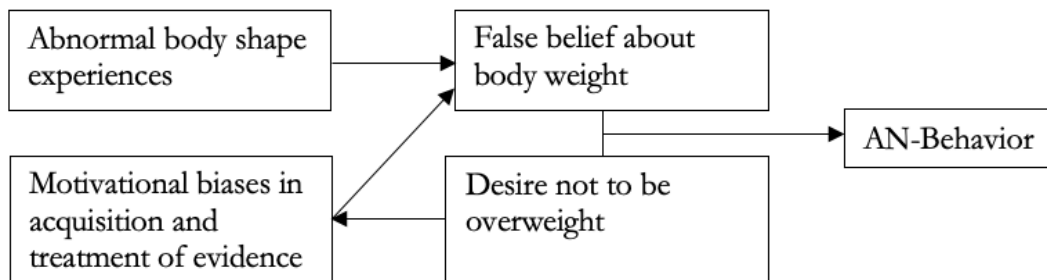 Abnormal body shape
experiences
False belief about
body weight
AN-Behavior
Motivational biases in
acquisition and
treatment of evidence
Desire not to be
overweight